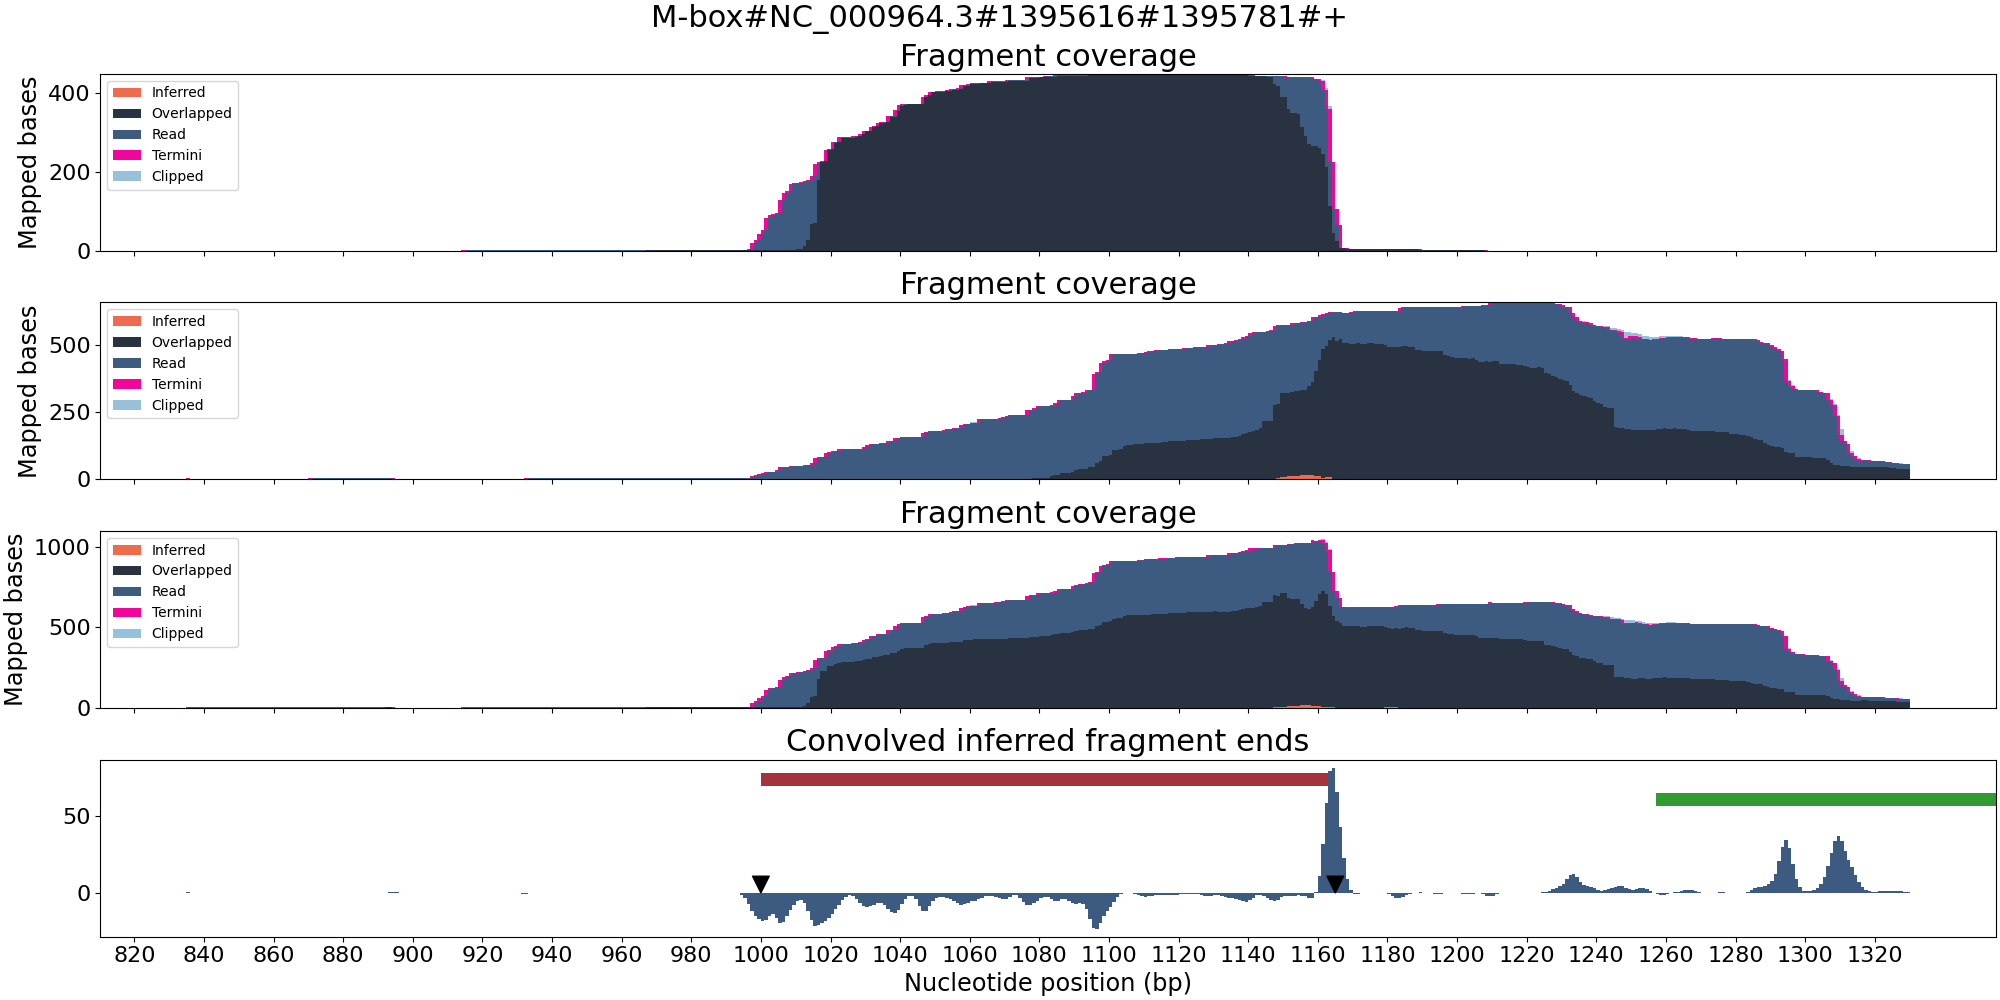 M-box#NC_000964.3#1395616#1395781#+
Fragment coverage
Mapped bases
400
200
0
Inferred
Overlapped
Read
Termini
Clipped
Fragment coverage
Mapped bases
500
250
0
Inferred
Overlapped
Read
Termini
Clipped
Fragment coverage
Mapped bases
1000
500
0
Inferred
Overlapped
Read
Termini
Clipped
Convolved inferred fragment ends
50
0
820 840 860 880 900 920 940 960 980 1000 1020 1040 1060 1080 1100 1120 1140 1160 1180 1200 1220 1240 1260 1280 1300 1320
Nucleotide position (bp)